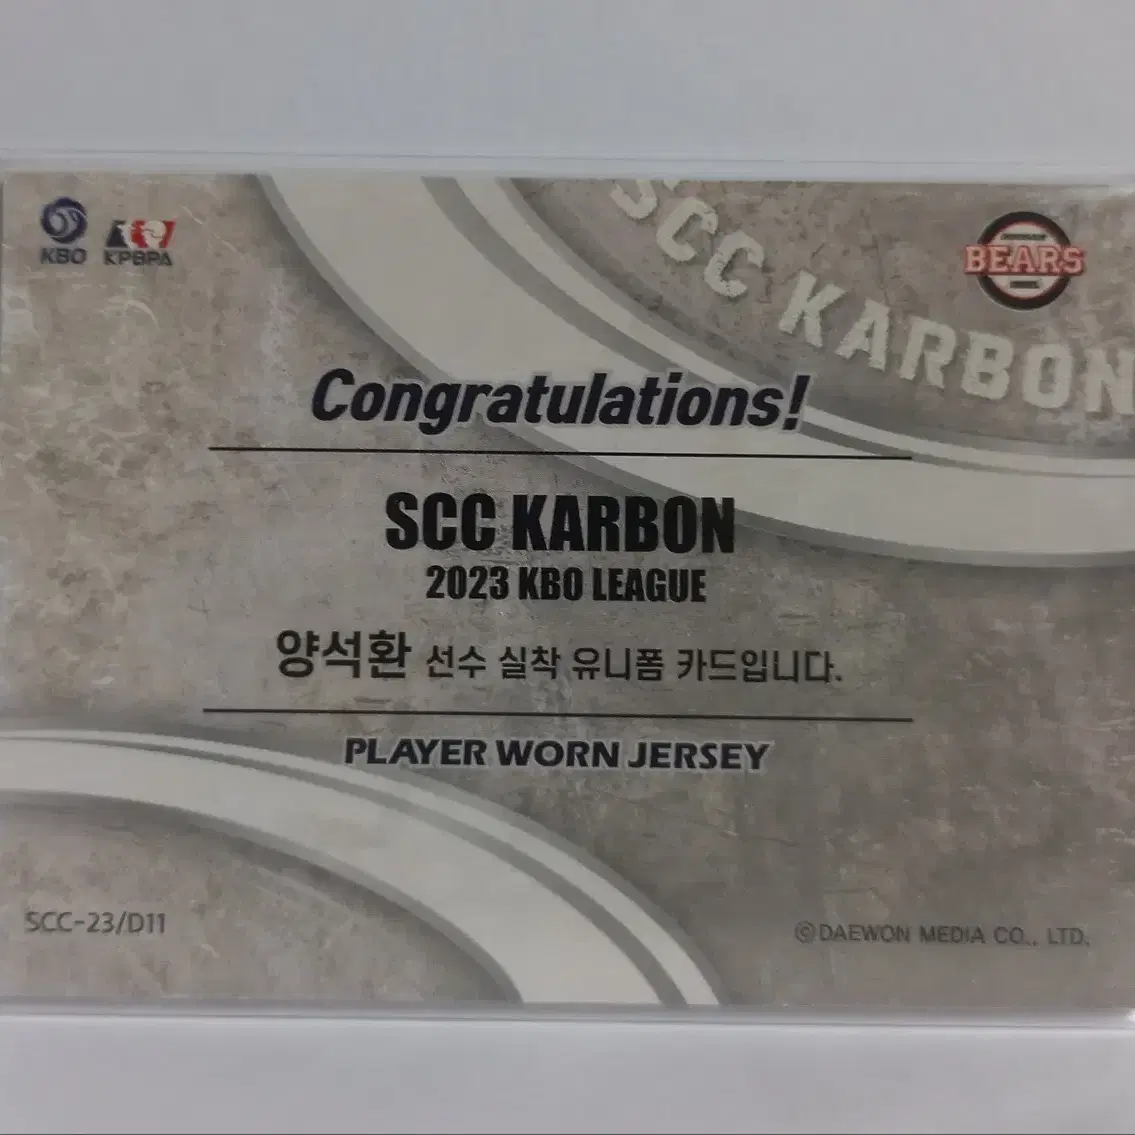 KBO KPBPA
BEARS
SCC KARBON
Congratulations!
SCC KARBON
2023 KBO LEAGUE
양석환 선수 실착 유니폼 카드입니다.
PLAYER WORN JERSEY
SCC-23/D11
©DAEWON MEDIA CO., LTD.